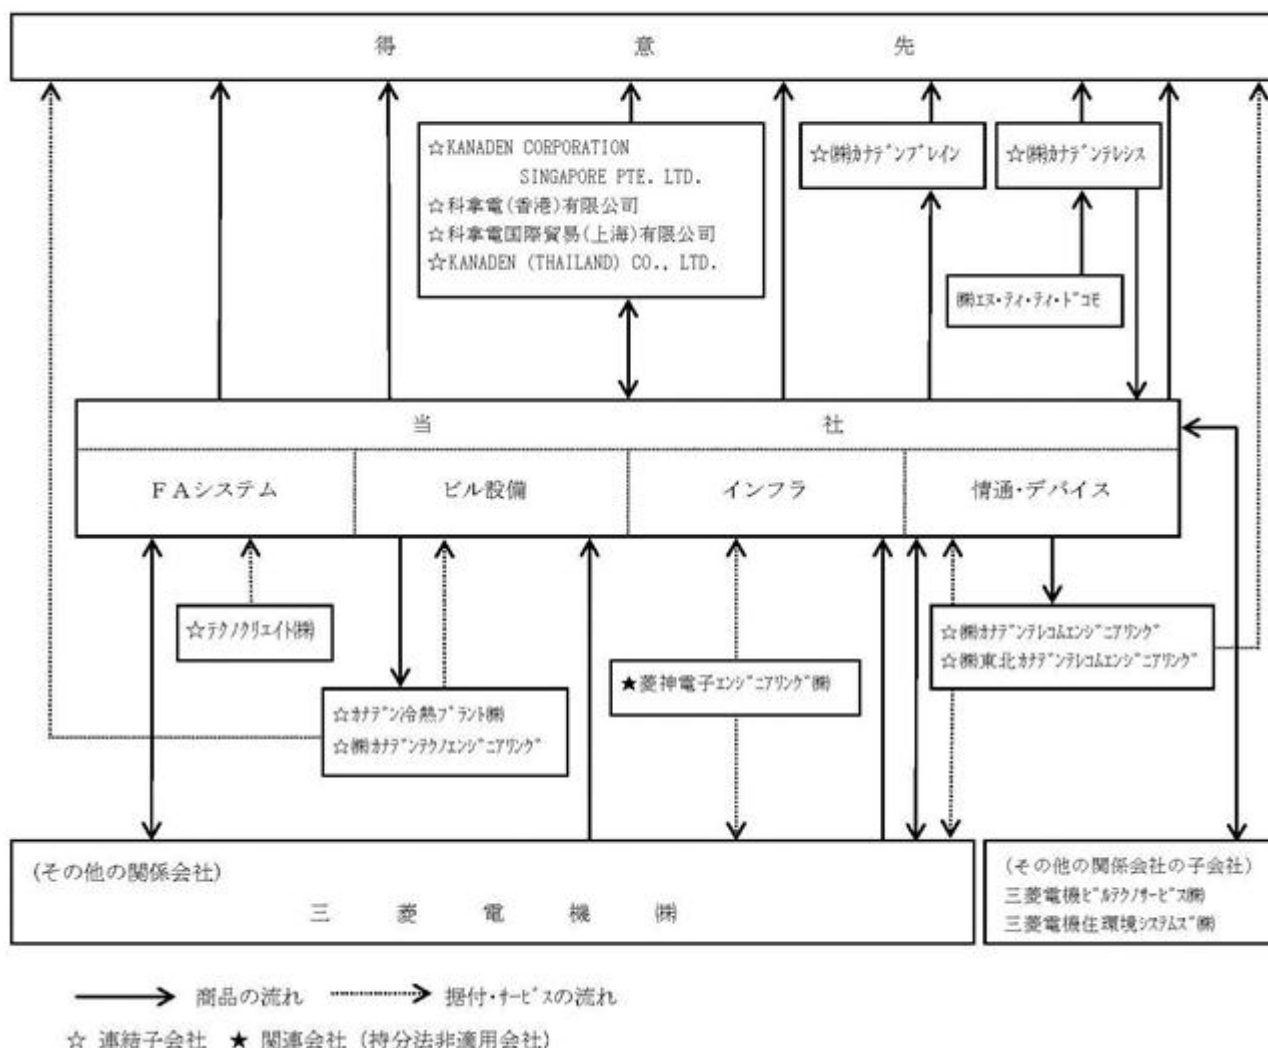 得意先
☆KANADEN CORPORATION
SINGAPORE PTE. LTD.
☆科拿電(香港)有限公司
☆科拿電国際貿易(上海)有限公司
☆KANADEN (THAILAND) CO., LTD.
☆㈱ｶﾅﾃﾞﾝﾌﾞﾚｲﾝ
☆㈱ｶﾅﾃﾞﾝﾃﾚｼｽ
㈱ｴﾇ･ﾃｨ･ﾃｨ･ﾄﾞｺﾓ
当社
ＦＡシステム
ビル設備
インフラ
情通･デバイス
☆ﾃｸﾉｸﾘｴｲﾄ㈱
☆㈱ｶﾅﾃﾞﾝﾃﾚｺﾑｴﾝｼﾞﾆｱﾘﾝｸﾞ
☆㈱東北ｶﾅﾃﾞﾝﾃﾚｺﾑｴﾝｼﾞﾆｱﾘﾝｸﾞ
★菱神電子ｴﾝｼﾞﾆｱﾘﾝｸﾞ㈱
☆ｶﾅﾃﾞﾝ冷熱ﾌﾟﾗﾝﾄ㈱
☆㈱ｶﾅﾃﾞﾝﾃｸﾉｴﾝｼﾞﾆｱﾘﾝｸﾞ
(その他の関係会社)
三菱電機㈱
(その他の関係会社の子会社)
三菱電機ﾋﾞﾙﾃｸﾉｻｰﾋﾞｽ㈱
三菱電機住環境ｼｽﾃﾑｽﾞ㈱
商品の流れ
据付･ｻｰﾋﾞｽの流れ
☆ 連結子会社 ★ 関連会社 (持分法非適用会社)